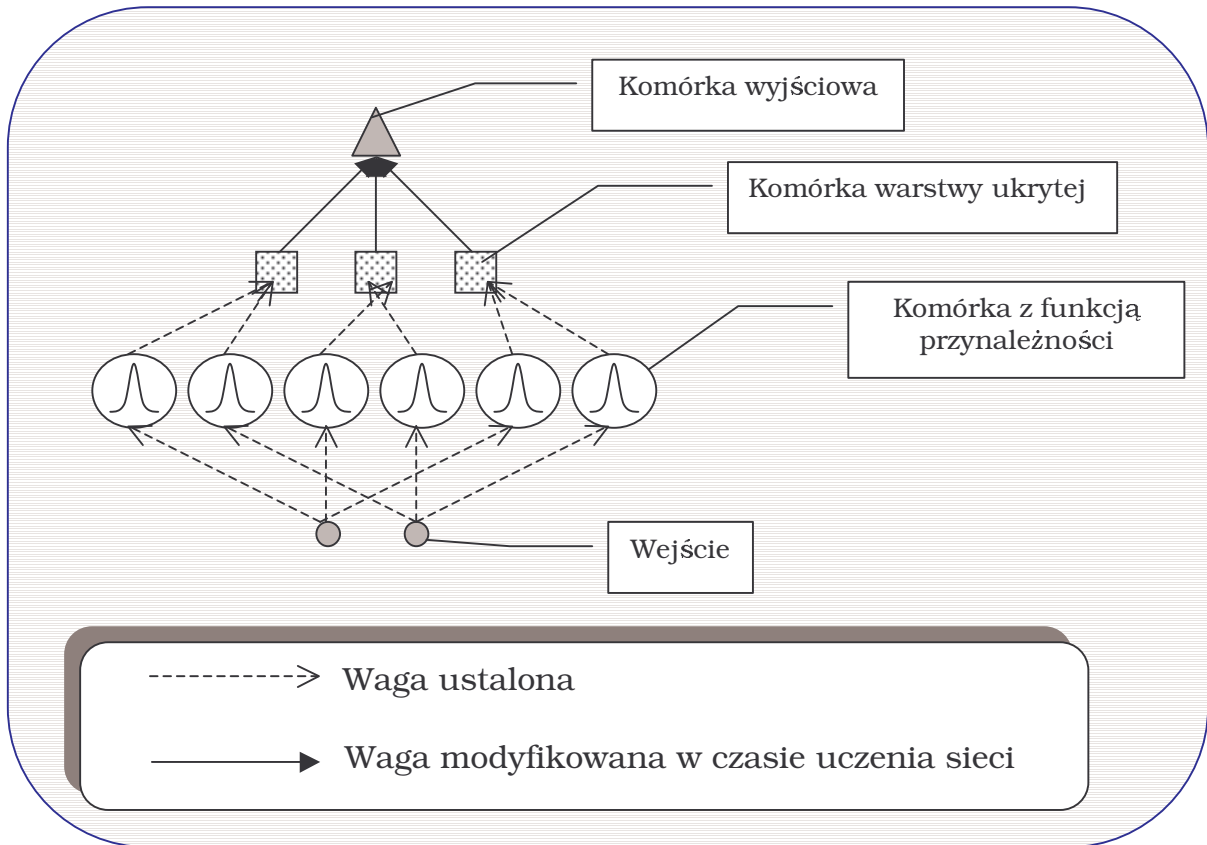 Komórka wyjściowa
Komórka warstwy ukrytej
Komórka z funkcją
przynależności
Wejście
Waga ustalona
Waga modyfikowana w czasie uczenia sieci